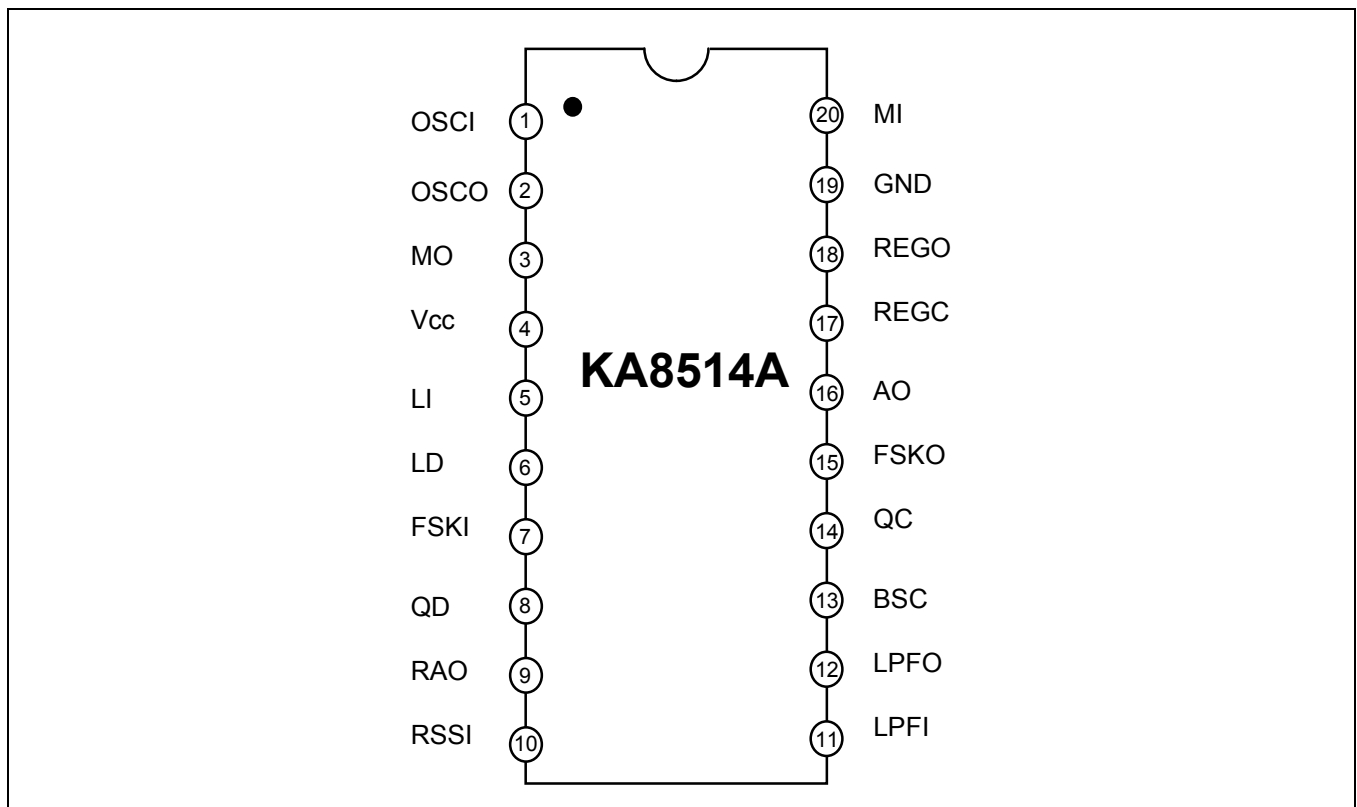 OSCI 1
OSCO 2
MO 3
Vcc 4
LI 5
LD 6
FSKI 7
QD 8
RAO 9
RSSI 10
KA8514A
20 MI
19 GND
18 REGO
17 REGC
16 AO
15 FSKO
14 QC
13 BSC
12 LPFO
11 LPFI